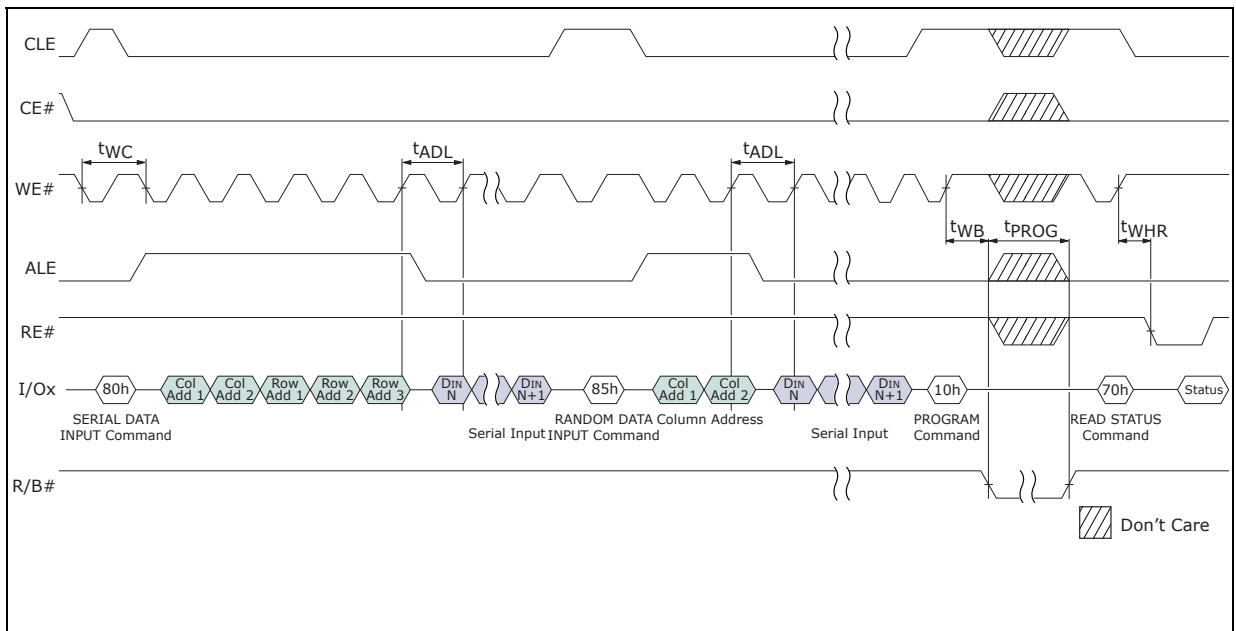 CLE
CE#
tWC
tADL
tADL
WE#
tWB
tPROG
tWHR
ALE
RE#
I/Ox
80h
Col Add 1
Col Add 2
Row Add 1
Row Add 2
Row Add 3
DIN N
DIN N+1
85h
Col Add 1
Col Add 2
DIN N
DIN N+1
10h
70h
Status
SERIAL DATA
INPUT Command
Serial Input
RANDOM DATA
INPUT Command
Column Address
Serial Input
PROGRAM
Command
READ STATUS
Command
R/B#
Don't Care